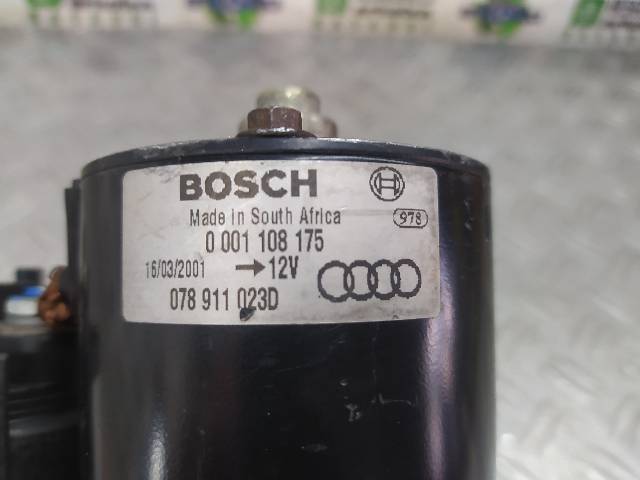 BOSCH
Made in South Africa 978
0 001 108 175
16/03/2001 →12V
078 911 023D